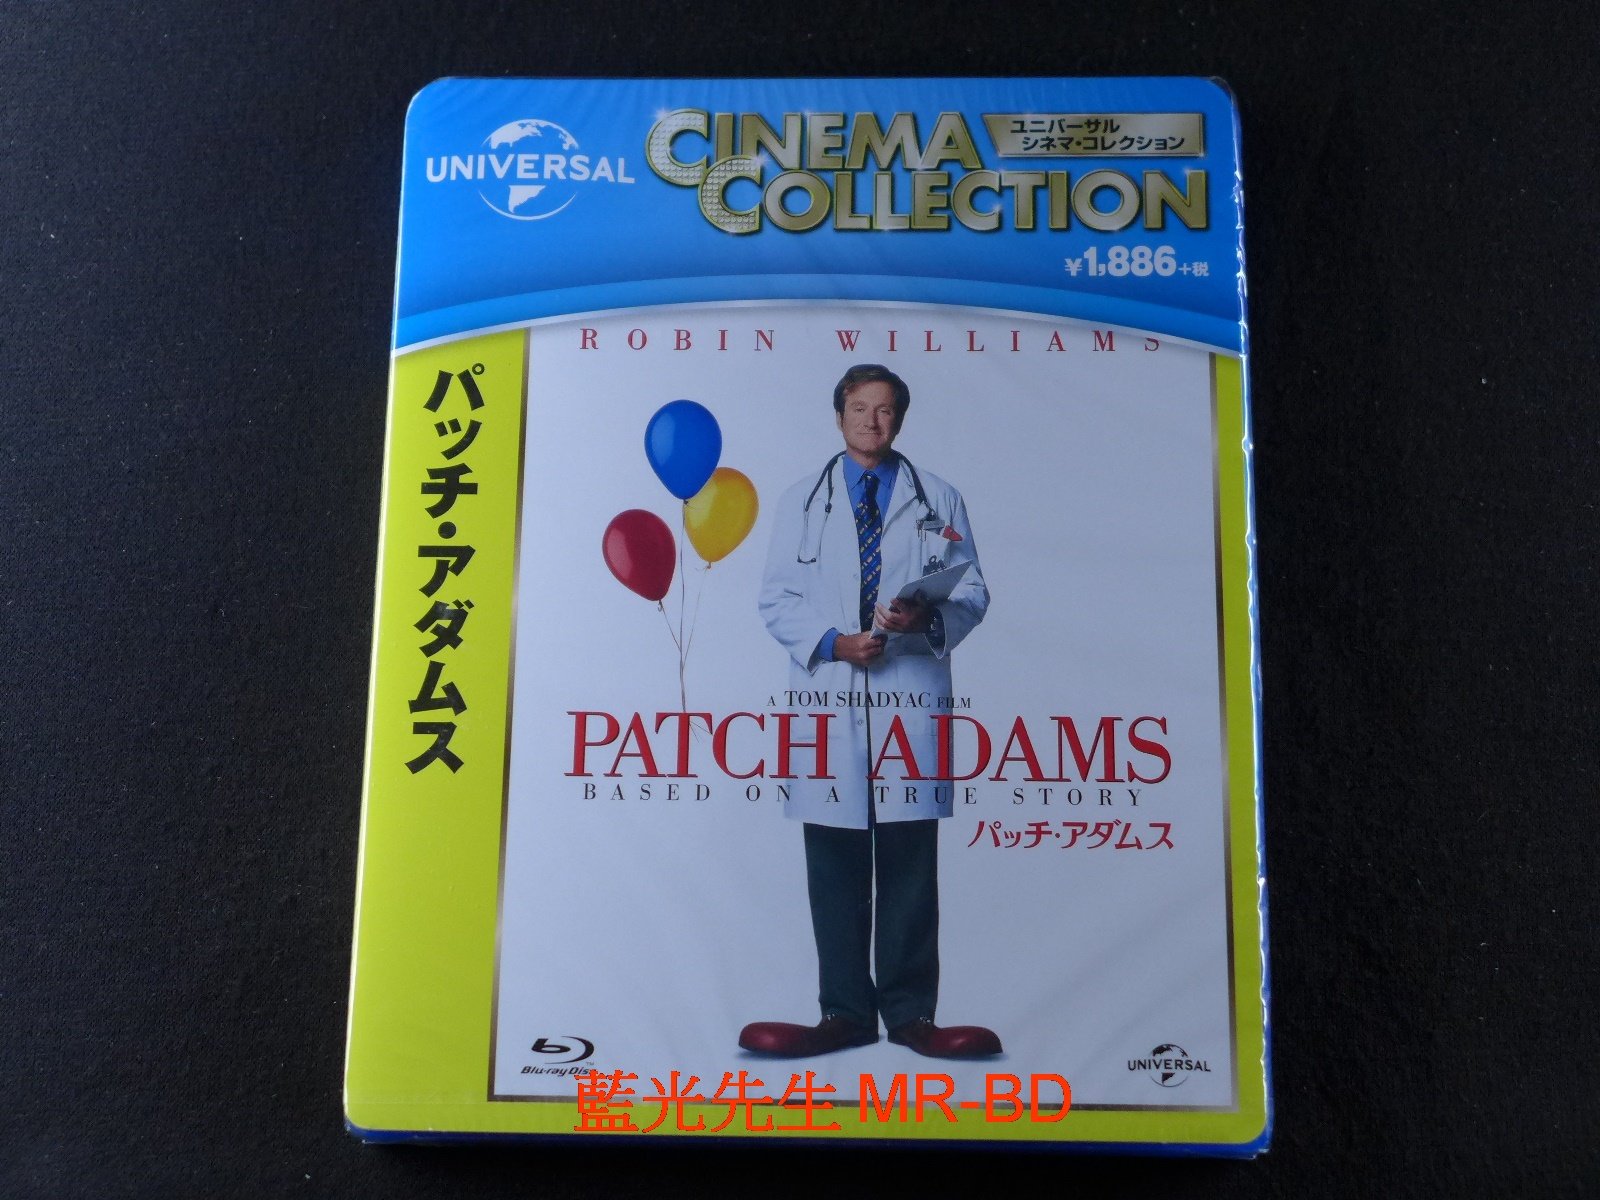 UNIVERSAL
CINEMA
COLLECTION
ユニバーサル
シネマ・コレクション
¥1,886+税
ROBIN WILLIAMS
パッチ・アダムス
A TOM SHADYAC FILM
PATCH ADAMS
BASED ON A TRUE STORY
パッチ・アダムス
Blu-ray Disc
UNIVERSAL
藍光先生 MR-BD